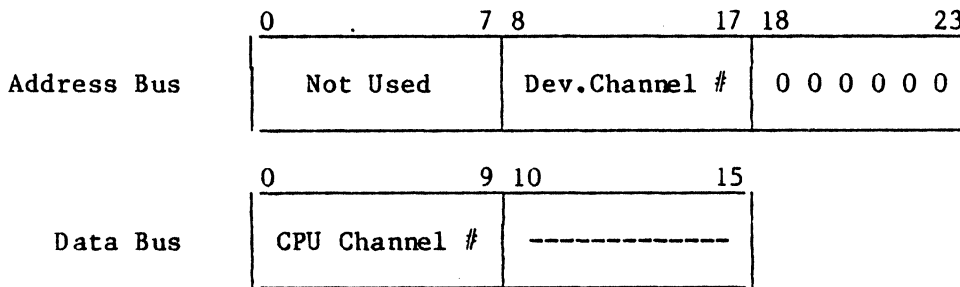 0 7 8 17 18 23
Address Bus Not Used Dev.Channel # 0 0 0 0 0 0
0 9 10 15
Data Bus CPU Channel # -------------